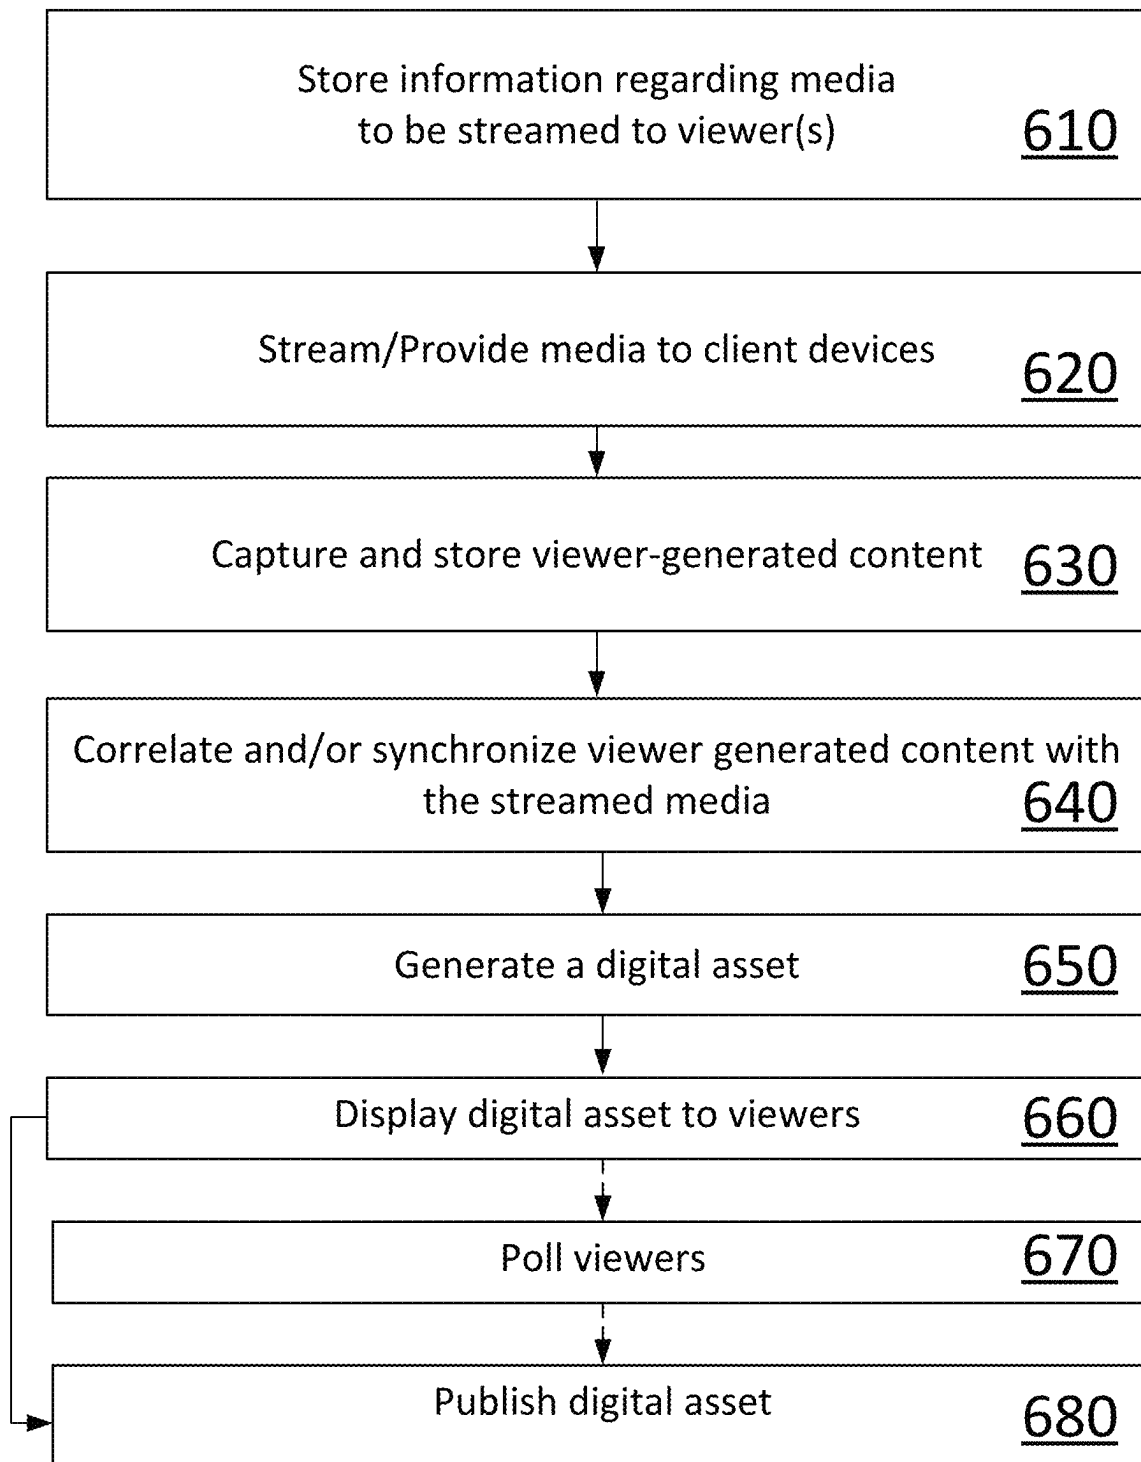 Store information regarding media
to be streamed to viewer(s)
610
Stream/Provide media to client devices
620
Capture and store viewer-generated content
630
Correlate and/or synchronize viewer generated content with
the streamed media
640
Generate a digital asset
650
Display digital asset to viewers
660
Poll viewers
670
Publish digital asset
680